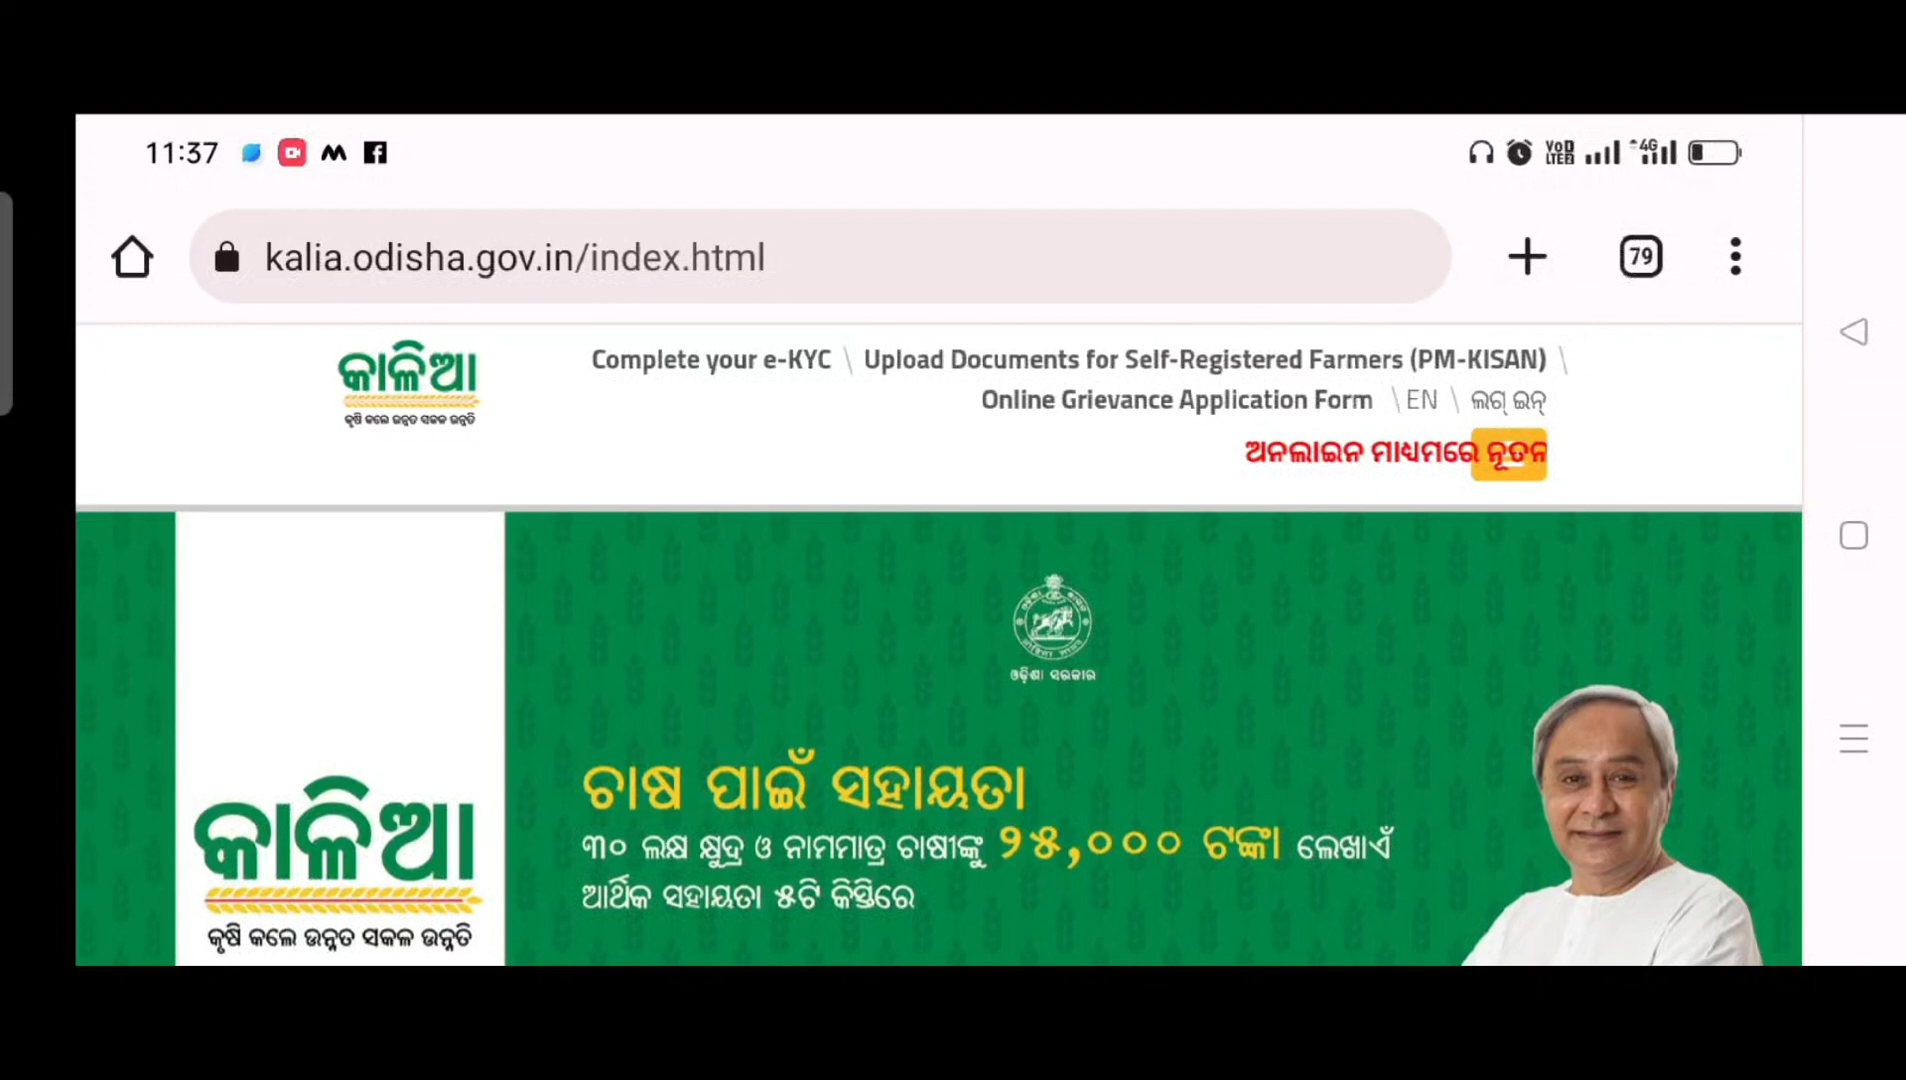 11:37 VoD LTE2 4G
kalia.odisha.gov.in/index.html 79
କାଳିଆ
କୃଷି କଲେ ଉନ୍ନତ ସକଳ ଉନ୍ନତି
Complete your e-KYC \ Upload Documents for Self-Registered Farmers (PM-KISAN) \
Online Grievance Application Form \ EN \ ଲଗ୍ ଇନ୍
ଅନଲାଇନ ମାଧ୍ୟମରେ ନୂତନ
ଓଡ଼ିଶା ସରକାର
କାଳିଆ
କୃଷି କଲେ ଉନ୍ନତ ସକଳ ଉନ୍ନତି
ଚାଷ ପାଇଁ ସହାୟତା
୩୦ ଲକ୍ଷ କ୍ଷୁଦ୍ର ଓ ନାମମାତ୍ର ଚାଷୀଙ୍କୁ ୨୫,୦୦୦ ଟଙ୍କା ଲେଖାଏଁ
ଆର୍ଥିକ ସହାୟତା ୫ଟି କିସ୍ତିରେ